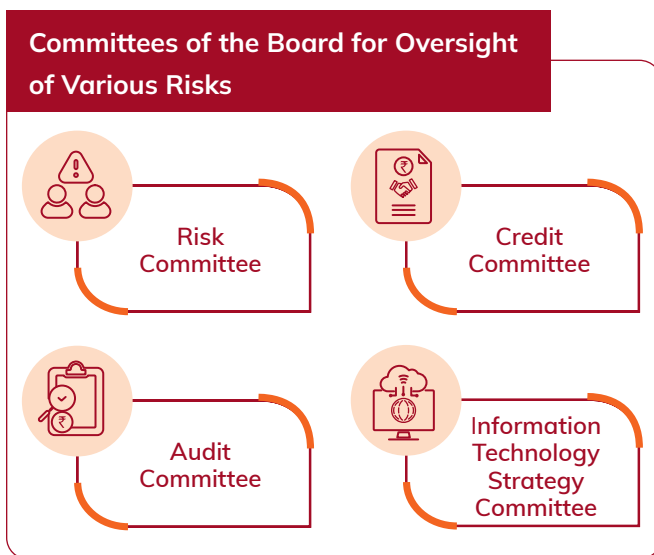 Committees of the Board for Oversight
of Various Risks
₹
Risk
Committee
Credit
Committee
₹
Audit
Committee
Information
Technology
Strategy
Committee